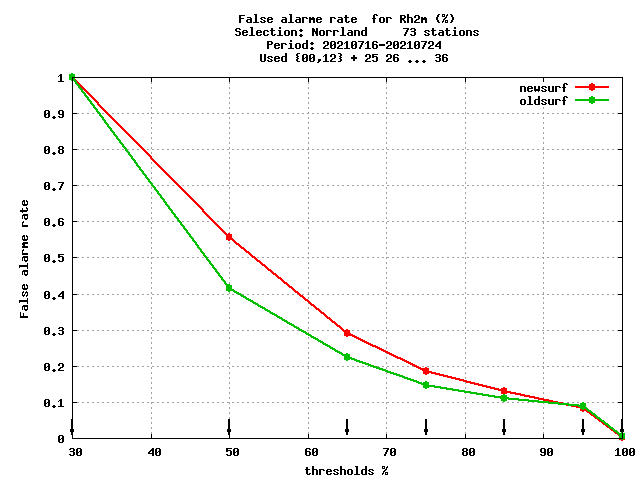 False alarme rate  for Rh2m (%)
Selection: Norrland     73 stations
Period: 20210716-20210724
Used {00,12} + 25 26 ... 36
newsurf
oldsurf
1
0.9
0.8
0.7
0.6
0.5
0.4
0.3
0.2
0.1
0
False alarme rate
30 40 50 60 70 80 90 100
thresholds %